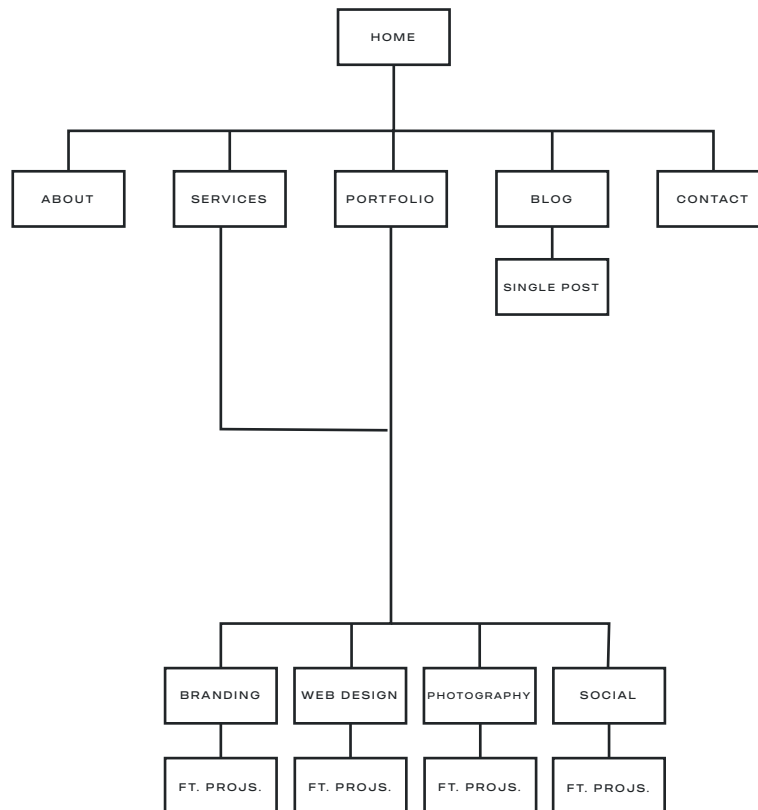 HOME
ABOUT
SERVICES
PORTFOLIO
BLOG
CONTACT
SINGLE POST
BRANDING
WEB DESIGN
PHOTOGRAPHY
SOCIAL
FT. PROJS.
FT. PROJS.
FT. PROJS.
FT. PROJS.